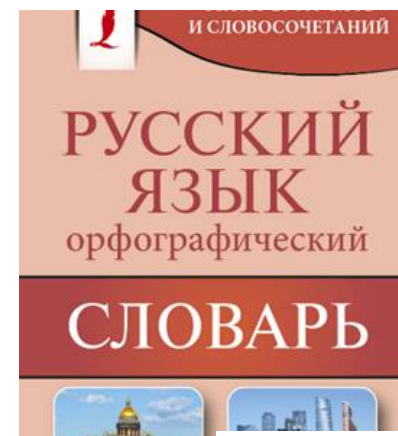 И СЛОВОСОЧЕТАНИЙ
РУССКИЙ
ЯЗЫК
орфографический
СЛОВАРЬ